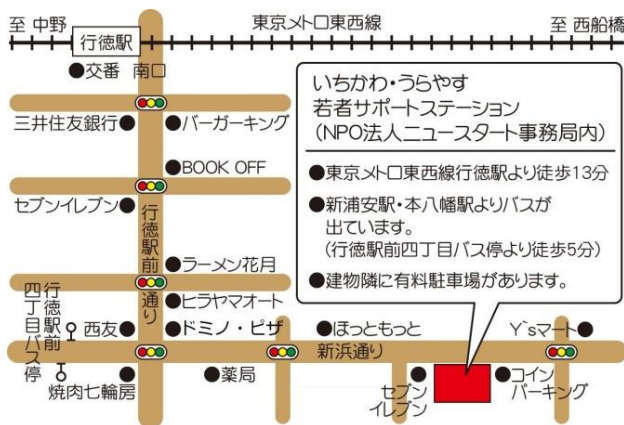 至 中野
東京メトロ東西線
至 西船橋
行徳駅
●交番 南口
三井住友銀行●
●バーガーキング
●BOOK OFF
セブンイレブン●
行徳駅前通り
●ラーメン花月
●ヒラヤマオート
●ドミノ・ピザ
西友●
行徳駅前
四丁目バス停
焼肉七輪房●
●薬局
●ほっともっと
新浜通り
Y`sマート●
セブン
イレブン●
●コイン
パーキング
いちかわ・うらやす
若者サポートステーション
（NPO法人ニュースタート事務局内）
●東京メトロ東西線行徳駅より徒歩13分
●新浦安駅・本八幡駅よりバスが
出ています。
（行徳駅前四丁目バス停より徒歩5分）
●建物隣に有料駐車場があります。